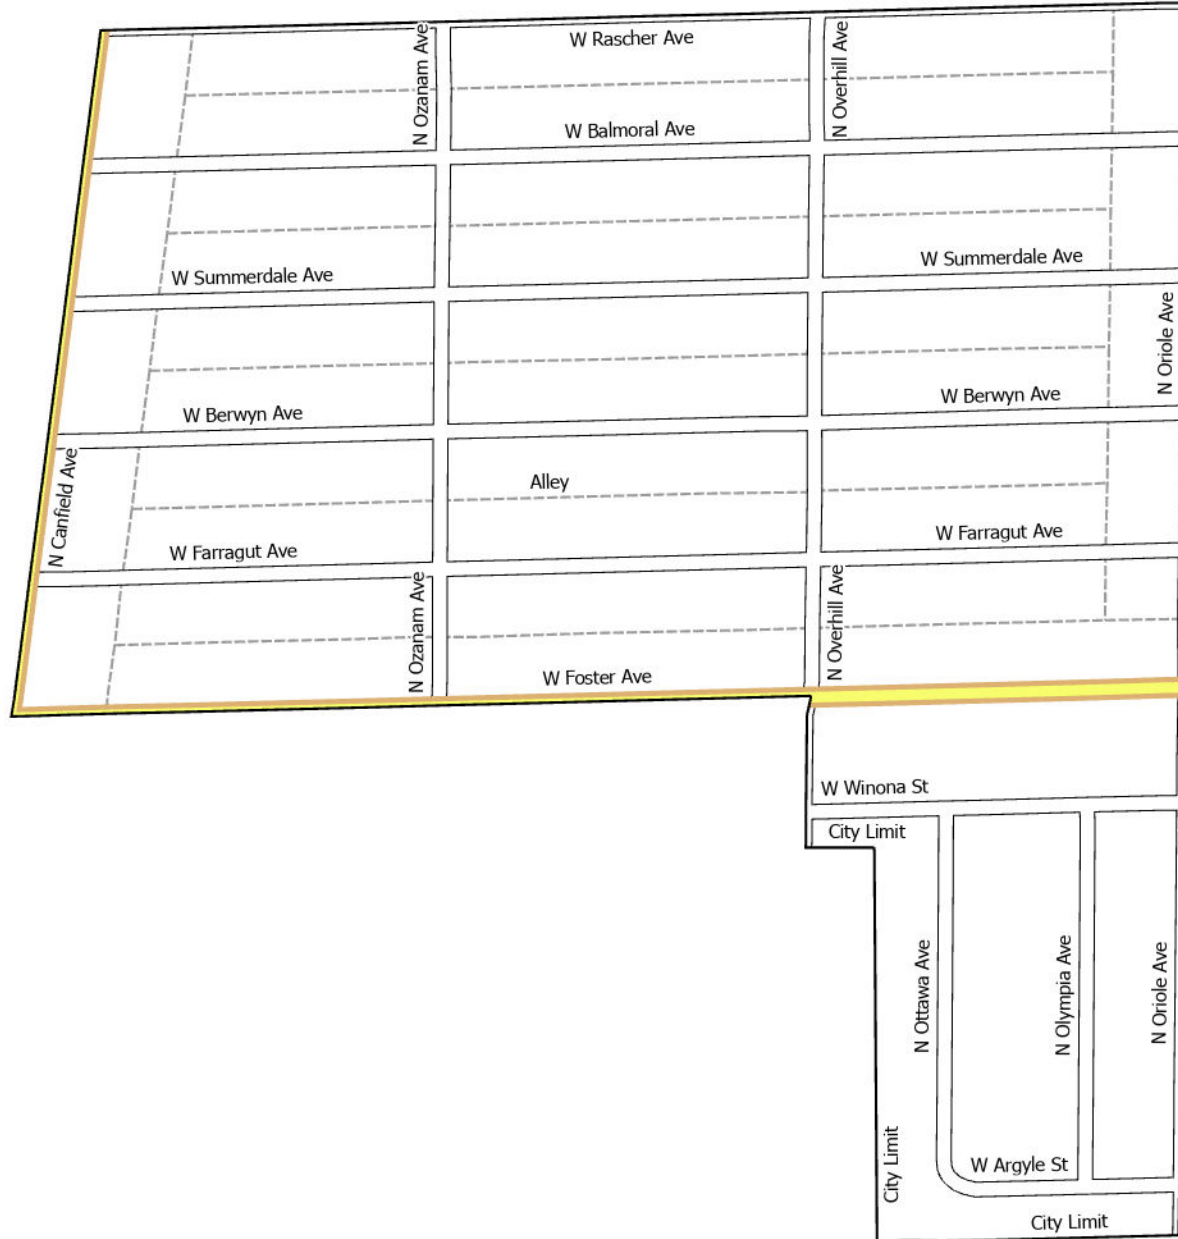 W Rascher Ave
N Ozanam Ave
N Overhill Ave
W Balmoral Ave
W Summerdale Ave
W Summerdale Ave
N Oriole Ave
W Berwyn Ave
W Berwyn Ave
N Canfield Ave
Alley
W Farragut Ave
W Farragut Ave
N Ozanam Ave
N Overhill Ave
W Foster Ave
W Winona St
City Limit
N Ottawa Ave
N Olympia Ave
N Oriole Ave
City Limit
W Argyle St
City Limit